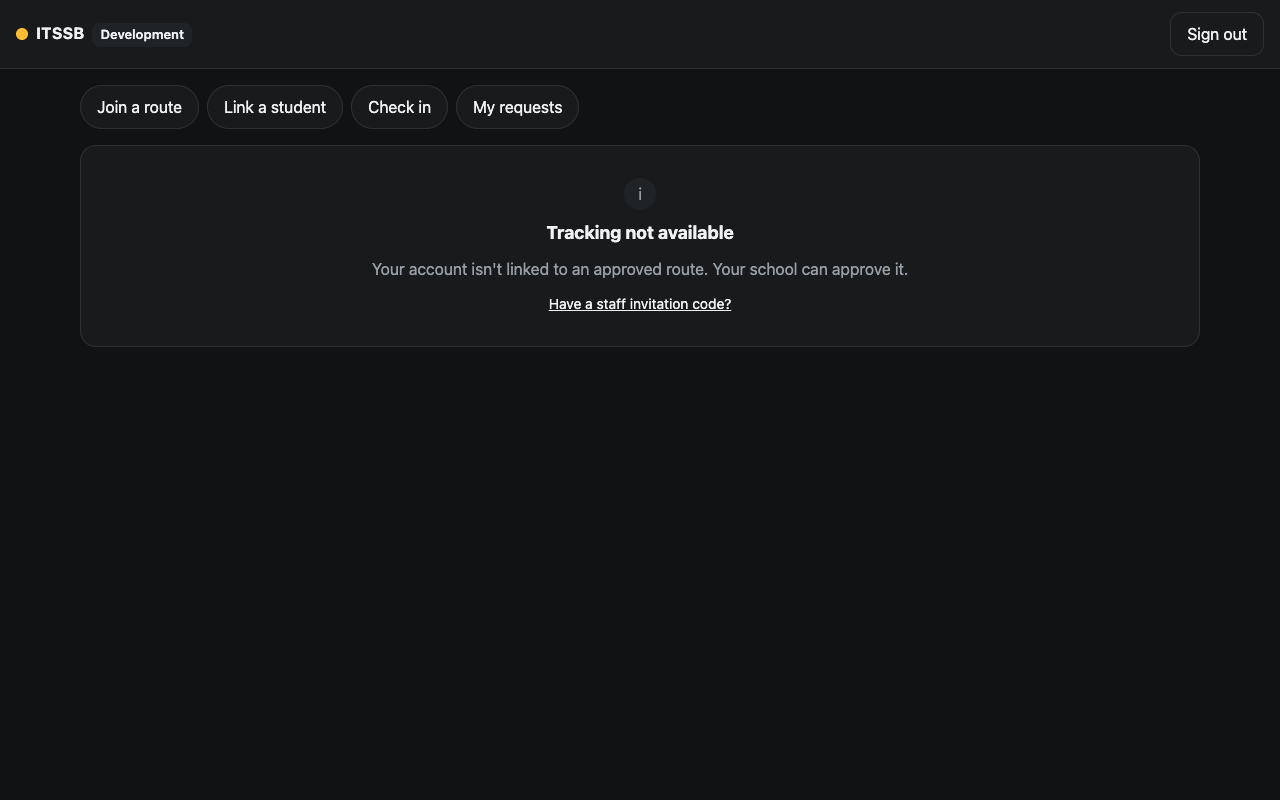 ITSSB Development Sign out
Join a route Link a student Check in My requests
i
Tracking not available
Your account isn't linked to an approved route. Your school can approve it.
Have a staff invitation code?